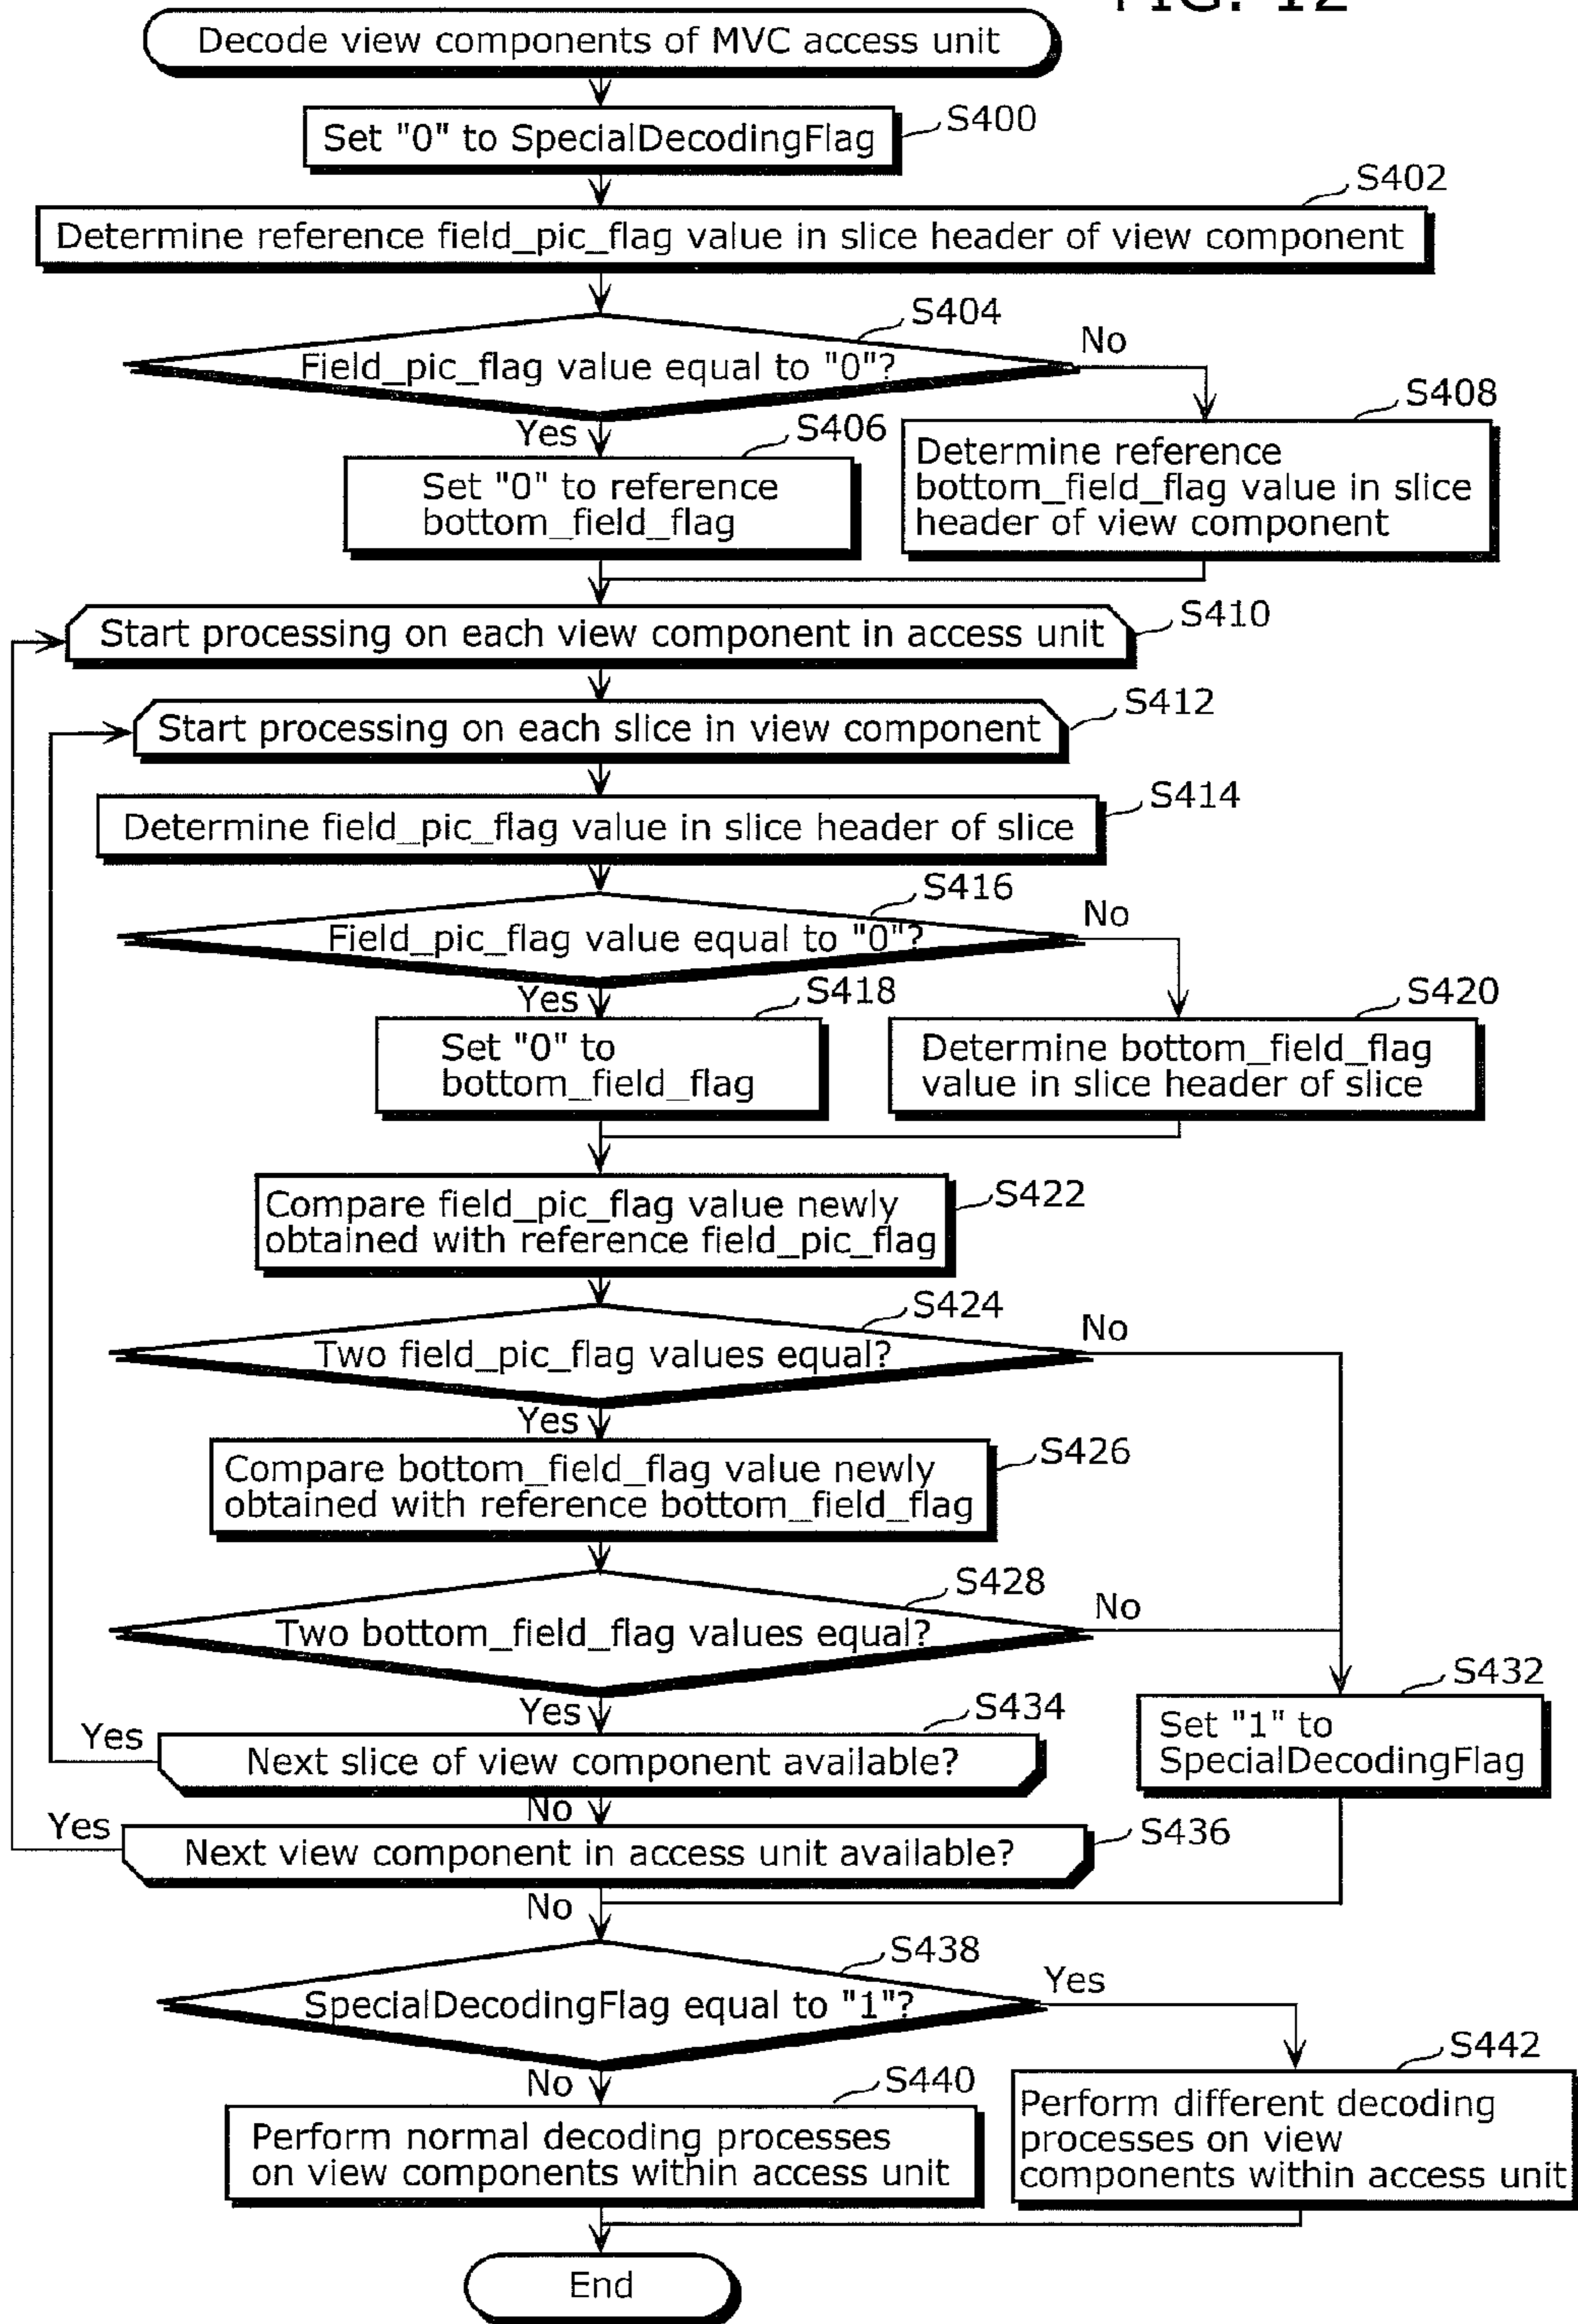 FIG. 12
Decode view components of MVC access unit
Set "0" to SpecialDecodingFlag
S400
S402
Determine reference field_pic_flag value in slice header of view component
S404
Field_pic_flag value equal to "0"?
No
Yes
S406
S408
Set "0" to reference
bottom_field_flag
Determine reference
bottom_field_flag value in slice
header of view component
S410
Start processing on each view component in access unit
S412
Start processing on each slice in view component
S414
Determine field_pic_flag value in slice header of slice
S416
Field_pic_flag value equal to "0"?
No
Yes
S418
S420
Set "0" to
bottom_field_flag
Determine bottom_field_flag
value in slice header of slice
Compare field_pic_flag value newly
obtained with reference field_pic_flag
S422
S424
Two field_pic_flag values equal?
No
Yes
S426
Compare bottom_field_flag value newly
obtained with reference bottom_field_flag
S428
Two bottom_field_flag values equal?
No
Yes
S434
S432
Set "1" to
SpecialDecodingFlag
Yes
Next slice of view component available?
No
Yes
S436
Next view component in access unit available?
No
S438
SpecialDecodingFlag equal to "1"?
Yes
No
S440
S442
Perform normal decoding processes
on view components within access unit
Perform different decoding
processes on view
components within access unit
End